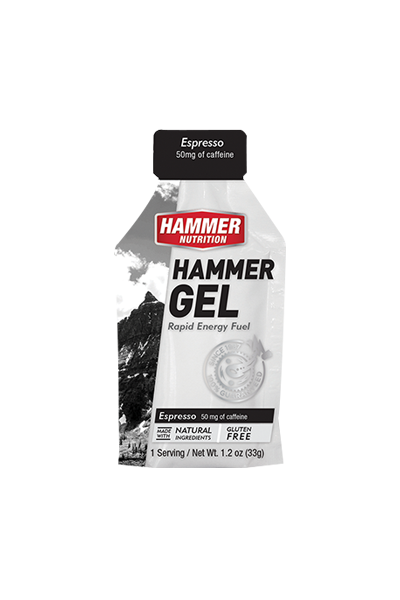 Espresso
50mg of caffeine
HAMMER
NUTRITION
HAMMER
GEL
Rapid Energy Fuel
Espresso 50 mg of caffeine
MADE WITH NATURAL INGREDIENTS
GLUTEN FREE
1 Serving / Net Wt. 1.2 oz (33g)